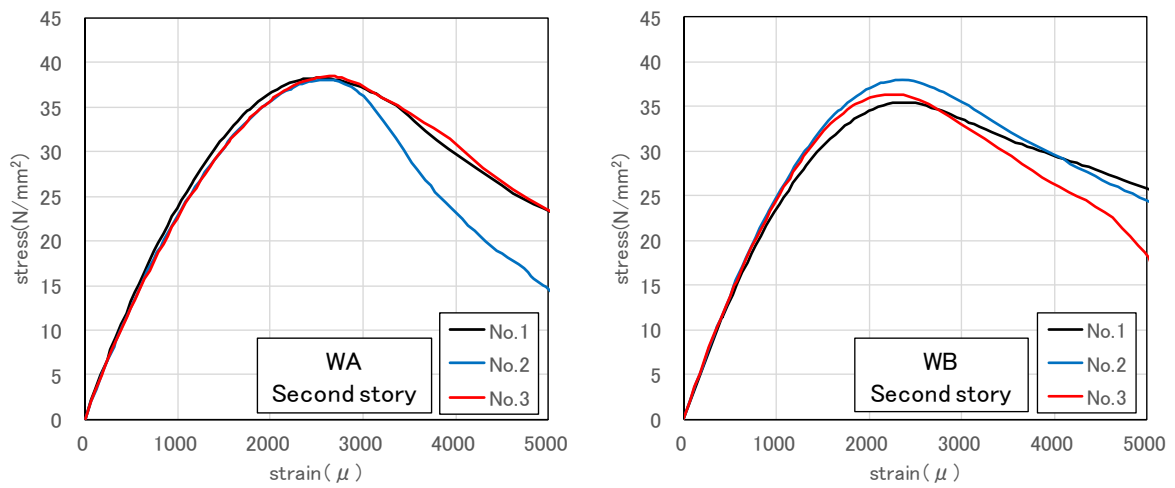 45
40
35
30
25
20
15
10
5
0
stress(N/mm²)
0 1000 2000 3000 4000 5000
strain( μ )
WA
Second story
No.1
No.2
No.3
45
40
35
30
25
20
15
10
5
0
stress(N/mm²)
0 1000 2000 3000 4000 5000
strain( μ )
WB
Second story
No.1
No.2
No.3